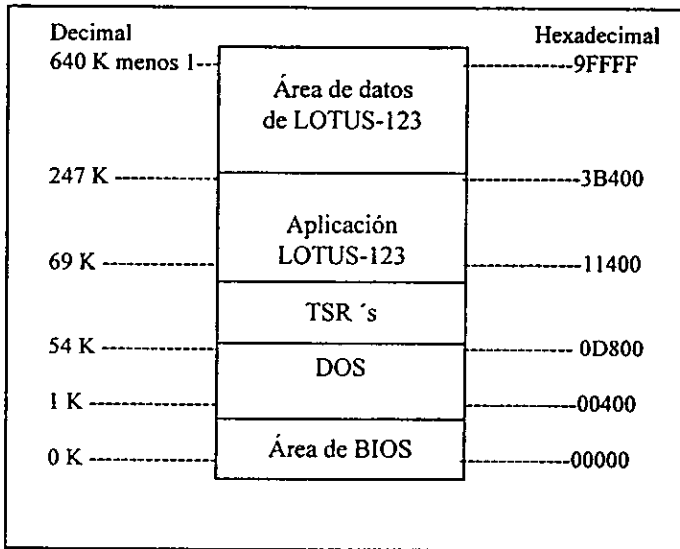 Decimal
Hexadecimal
640 K menos 1
9FFFF
Área de datos
de LOTUS-123
247 K
3B400
Aplicación
LOTUS-123
69 K
11400
TSR ´s
54 K
0D800
DOS
1 K
00400
Área de BIOS
0 K
00000